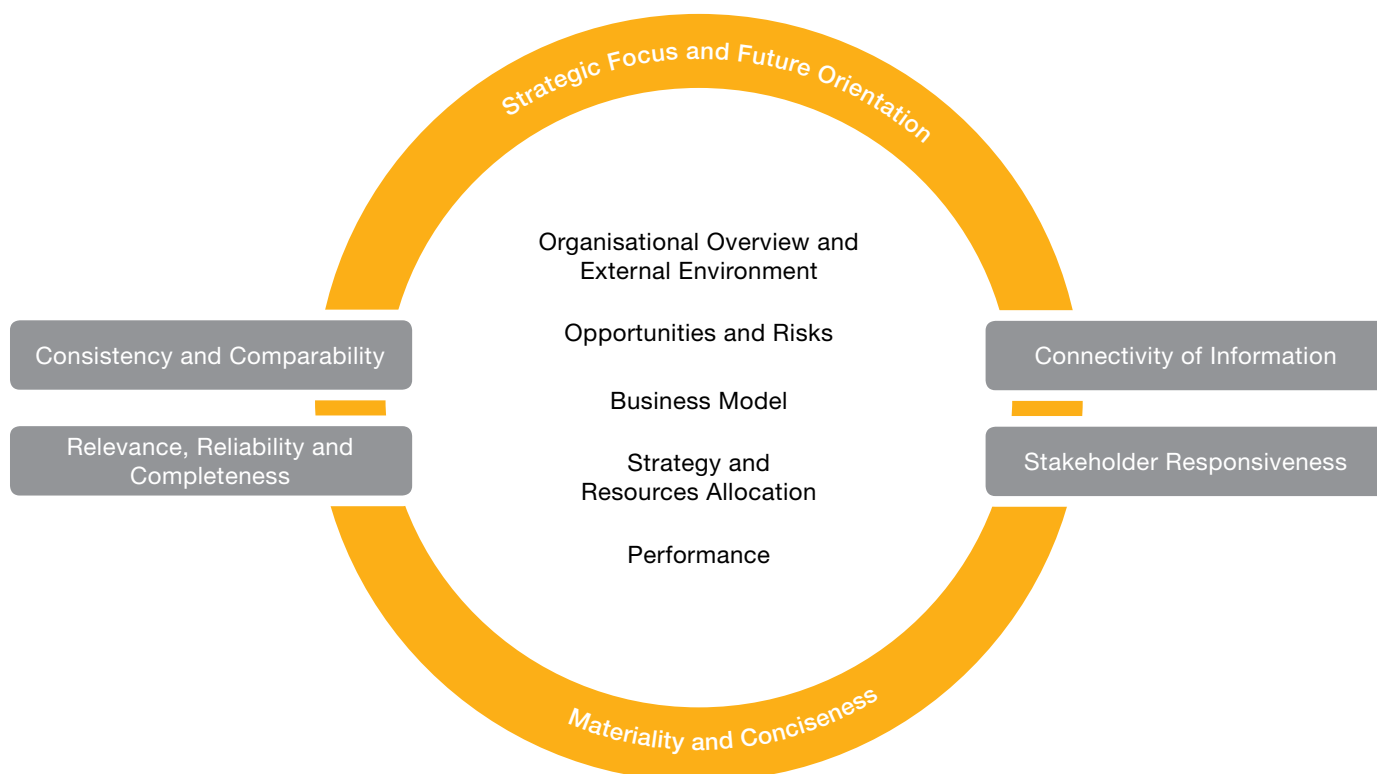 Strategic Focus and Future Orientation
Organisational Overview and
External Environment
Opportunities and Risks
Consistency and Comparability
Connectivity of Information
Business Model
Relevance, Reliability and
Completeness
Strategy and
Resources Allocation
Stakeholder Responsiveness
Performance
Materiality and Conciseness